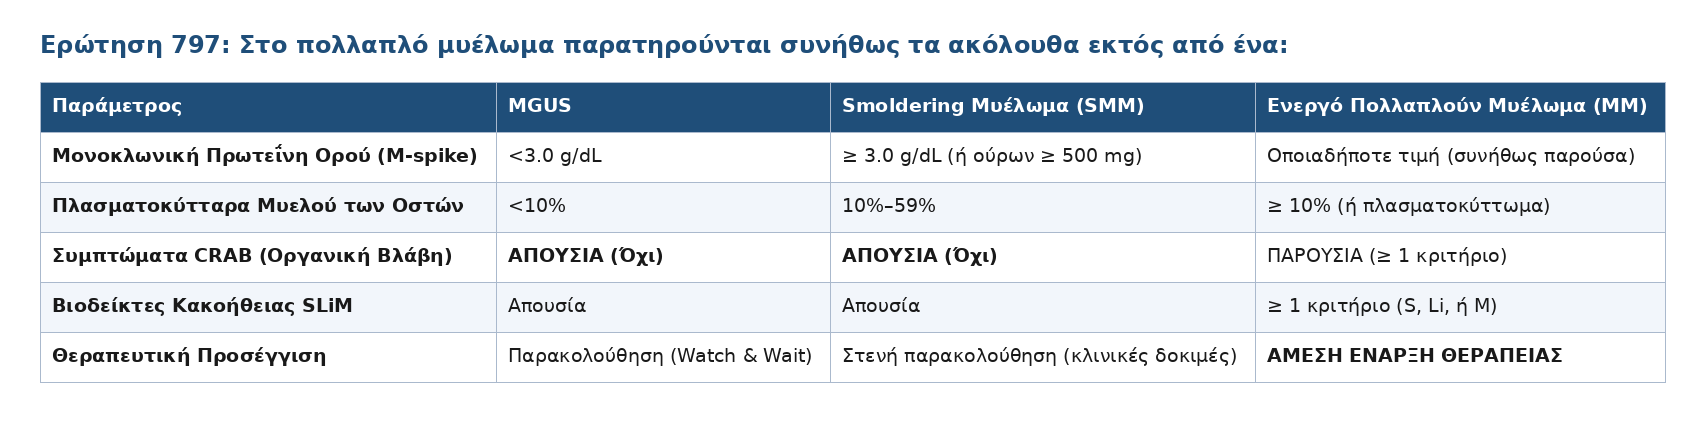 Ερώτηση 797: Στο πολλαπλό μυέλωμα παρατηρούνται συνήθως τα ακόλουθα εκτός από ένα:
Παράμετρος MGUS Smoldering Μυέλωμα (SMM) Ενεργό Πολλαπλούν Μυέλωμα (MM)
Μονοκλωνική Πρωτεΐνη Ορού (M-spike) <3.0 g/dL ≥ 3.0 g/dL (ή ούρων ≥ 500 mg) Οποιαδήποτε τιμή (συνήθως παρούσα)
Πλασματοκύτταρα Μυελού των Οστών <10% 10%–59% ≥ 10% (ή πλασματοκύττωμα)
Συμπτώματα CRAB (Οργανική Βλάβη) ΑΠΟΥΣΙΑ (Όχι) ΑΠΟΥΣΙΑ (Όχι) ΠΑΡΟΥΣΙΑ (≥ 1 κριτήριο)
Βιοδείκτες Κακοήθειας SLiM Απουσία Απουσία ≥ 1 κριτήριο (S, Li, ή M)
Θεραπευτική Προσέγγιση Παρακολούθηση (Watch & Wait) Στενή παρακολούθηση (κλινικές δοκιμές) ΑΜΕΣΗ ΕΝΑΡΞΗ ΘΕΡΑΠΕΙΑΣ